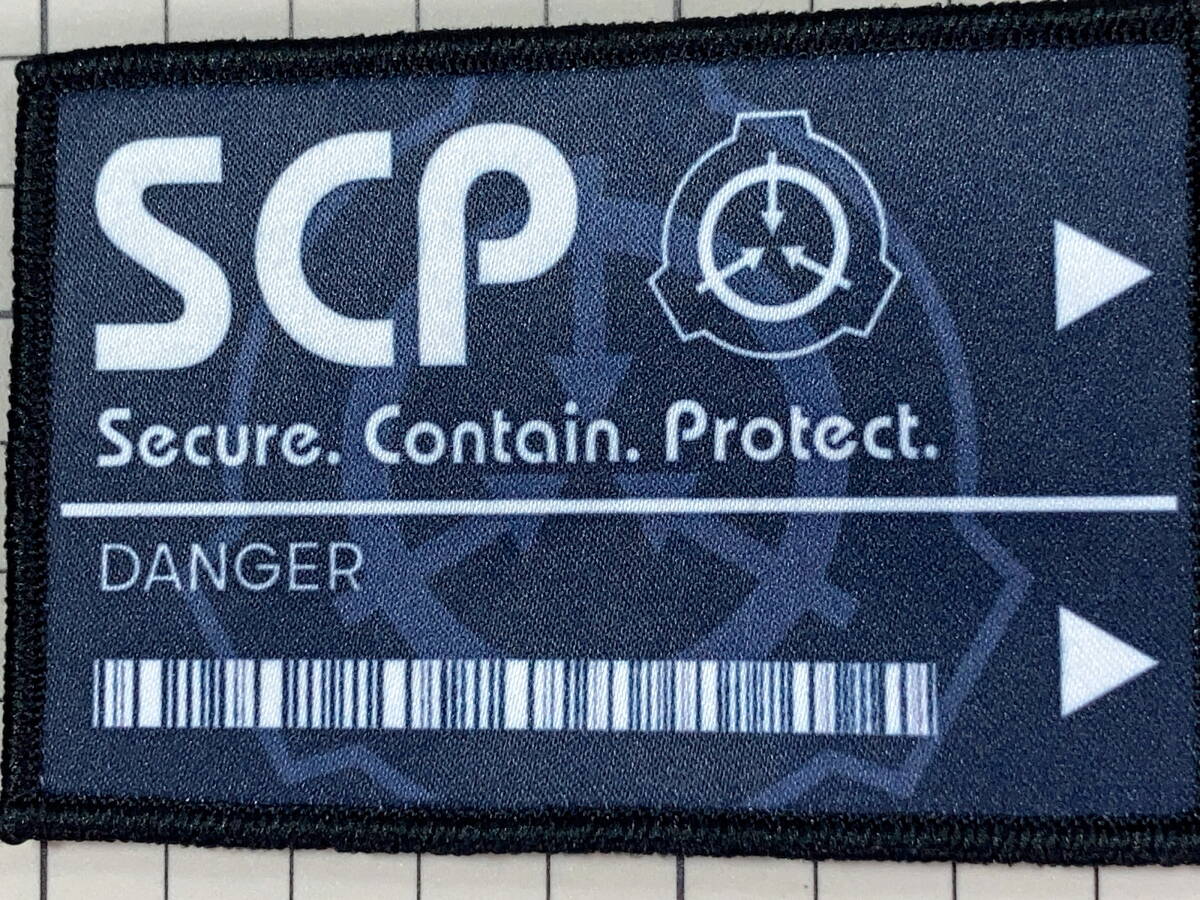 SCP
Secure. Contain. Protect.
DANGER